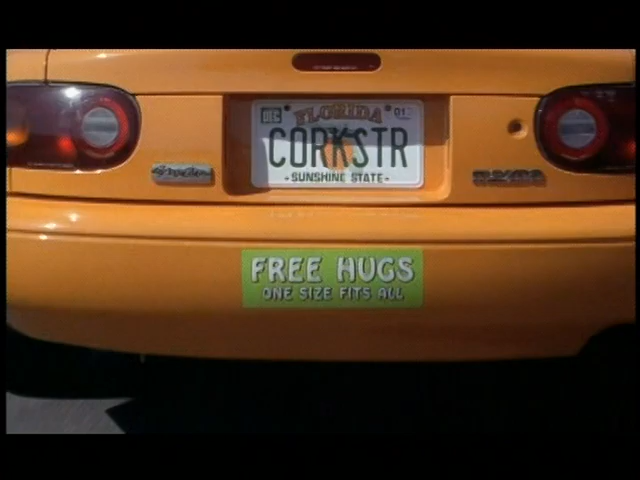 DEC FLORIDA 01
CORKSTR
-SUNSHINE STATE-
FREE HUGS
ONE SIZE FITS ALL